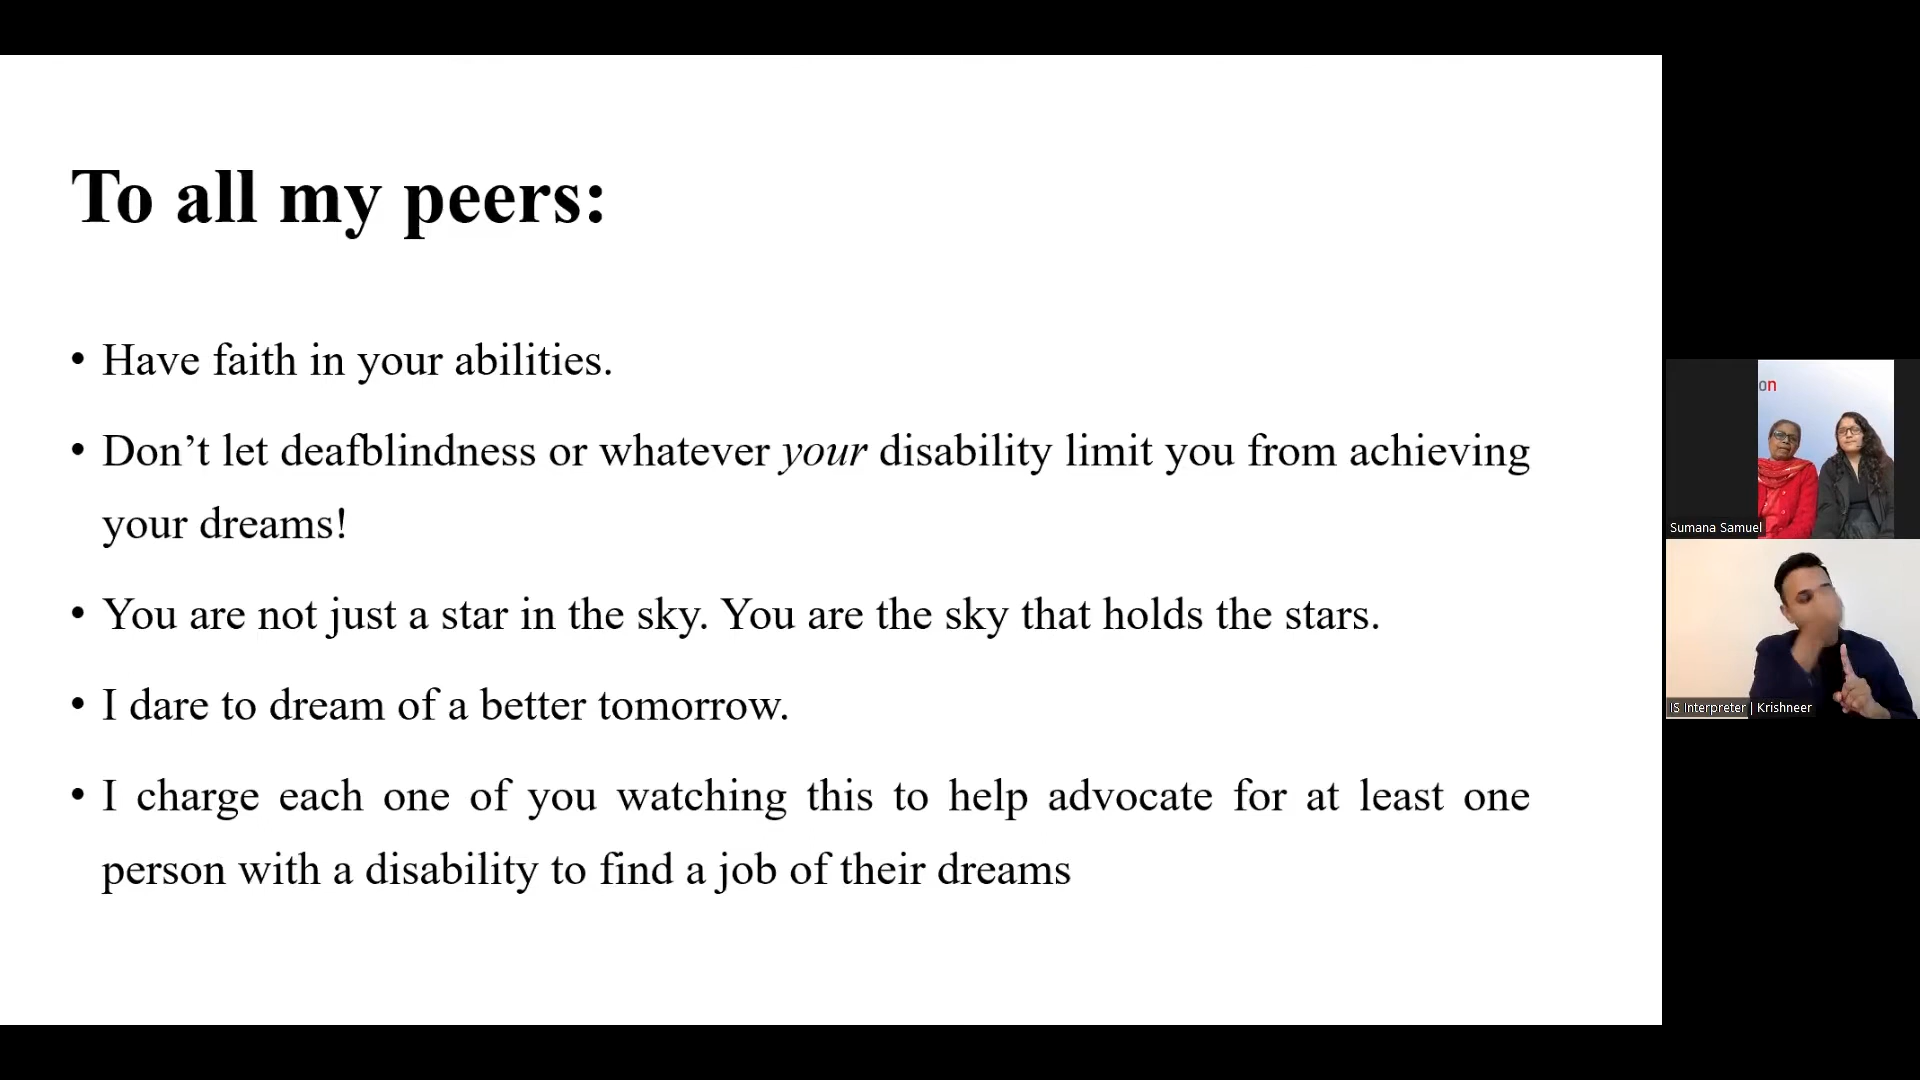 To all my peers:
• Have faith in your abilities.
• Don’t let deafblindness or whatever your disability limit you from achieving
your dreams!
• You are not just a star in the sky. You are the sky that holds the stars.
• I dare to dream of a better tomorrow.
• I charge each one of you watching this to help advocate for at least one
person with a disability to find a job of their dreams
on
Sumana Samuel
IS Interpreter | Krishneer